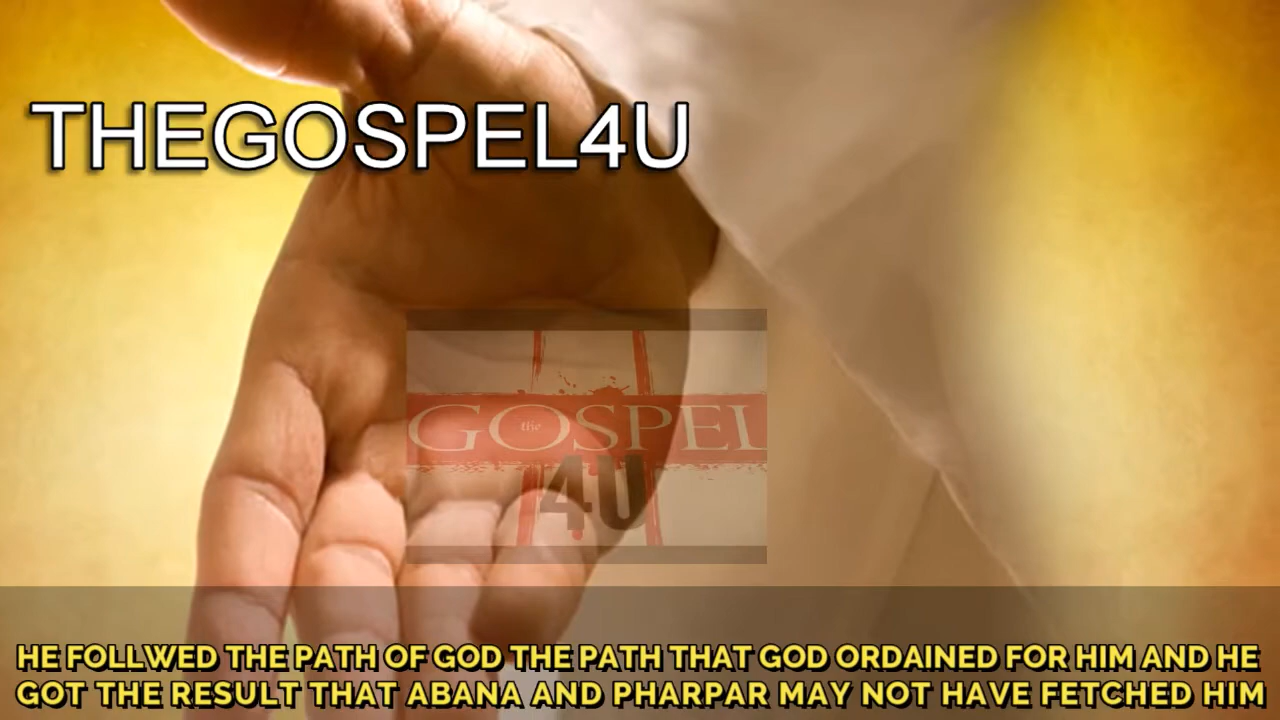 THEGOSPEL4U
the
GOSPEL
4U
HE FOLLWED THE PATH OF GOD THE PATH THAT GOD ORDAINED FOR HIM AND HE
GOT THE RESULT THAT ABANA AND PHARPAR MAY NOT HAVE FETCHED HIM